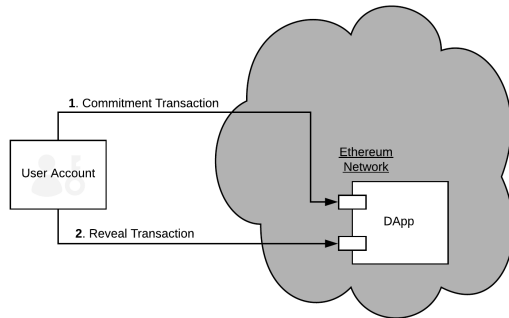 1. Commitment Transaction
Ethereum
Network
User Account
DApp
2. Reveal Transaction